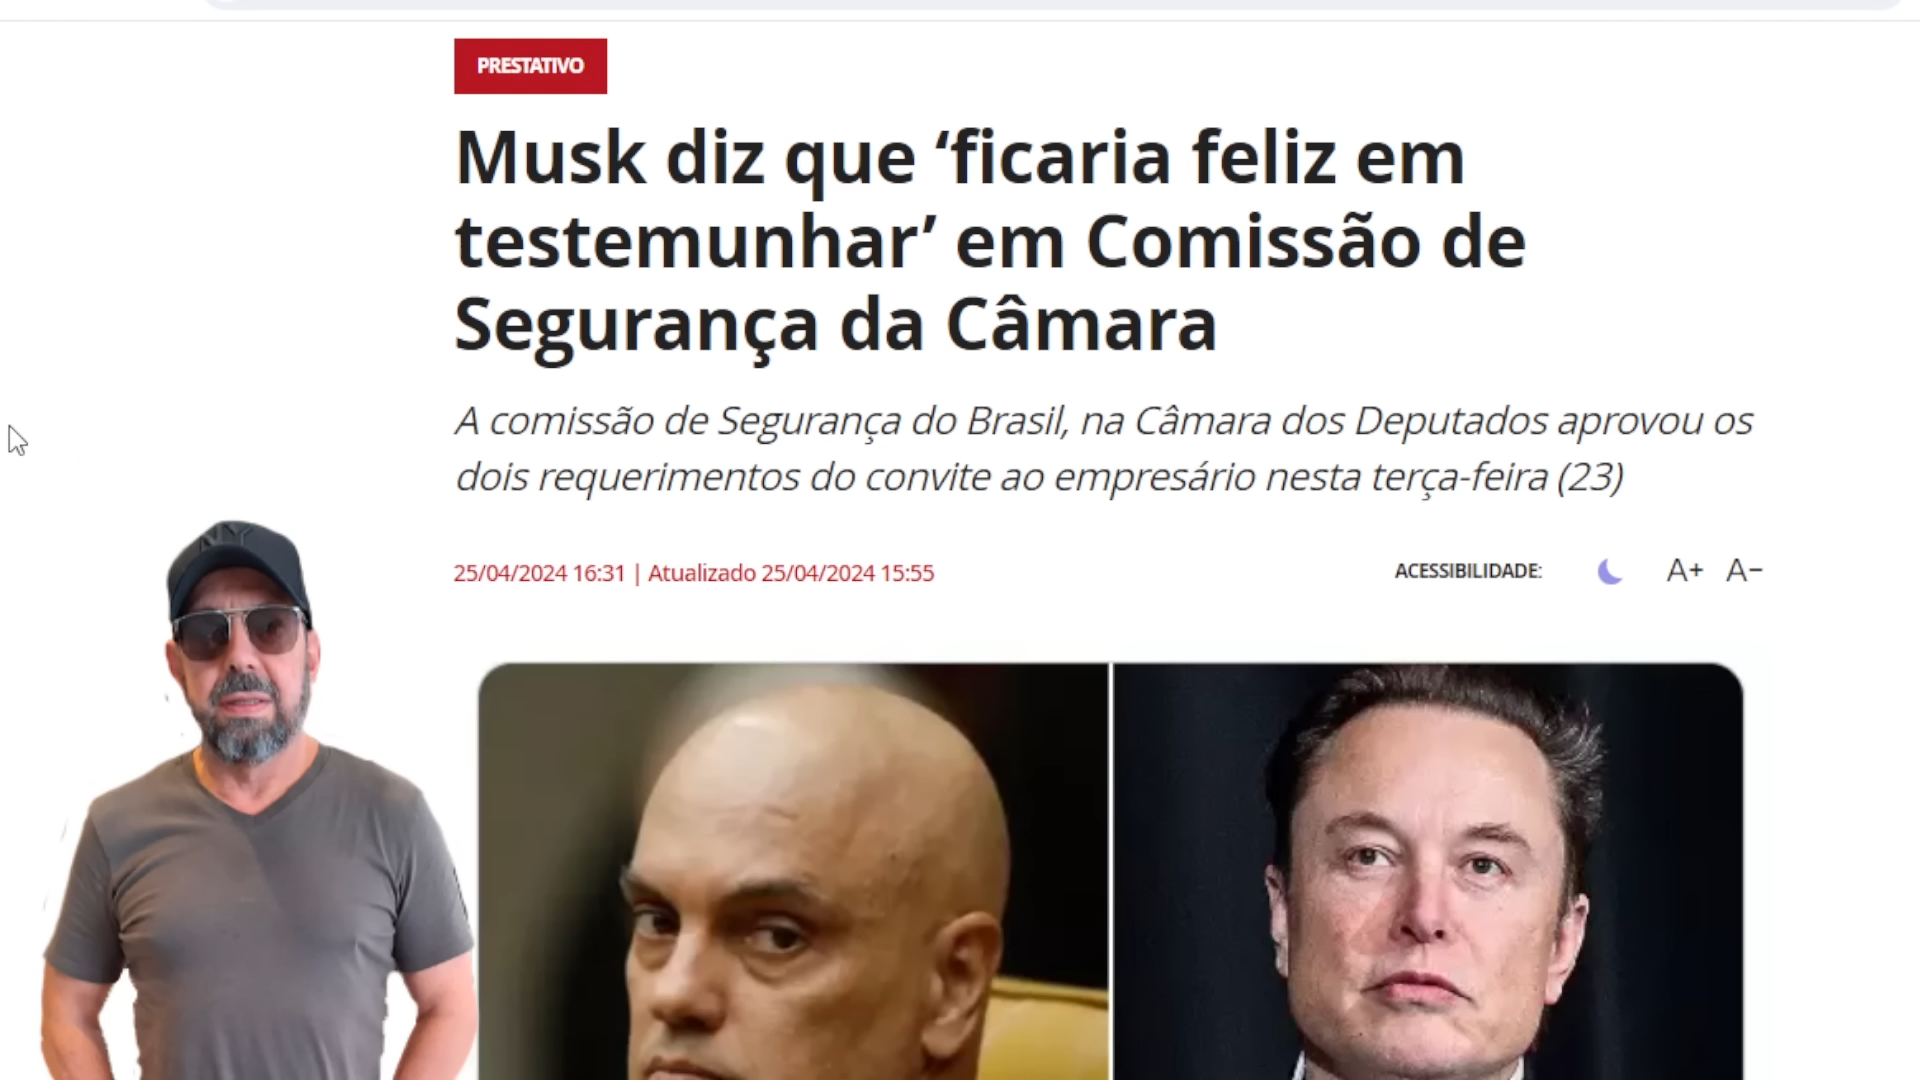 PRESTATIVO
Musk diz que ‘ficaria feliz em
testemunhar’ em Comissão de
Segurança da Câmara
A comissão de Segurança do Brasil, na Câmara dos Deputados aprovou os
dois requerimentos do convite ao empresário nesta terça-feira (23)
25/04/2024 16:31 | Atualizado 25/04/2024 15:55
ACESSIBILIDADE: A+ A-
NY